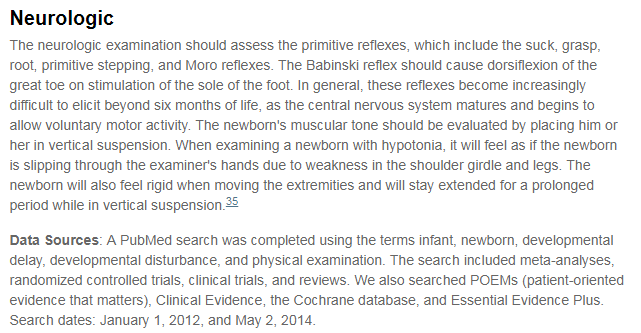 Neurologic
The neurologic examination should assess the primitive reflexes, which include the suck, grasp,
root, primitive stepping, and Moro reflexes. The Babinski reflex should cause dorsiflexion of the
great toe on stimulation of the sole of the foot. In general, these reflexes become increasingly
difficult to elicit beyond six months of life, as the central nervous system matures and begins to
allow voluntary motor activity. The newborn's muscular tone should be evaluated by placing him or
her in vertical suspension. When examining a newborn with hypotonia, it will feel as if the newborn
is slipping through the examiner's hands due to weakness in the shoulder girdle and legs. The
newborn will also feel rigid when moving the extremities and will stay extended for a prolonged
period while in vertical suspension.35
Data Sources: A PubMed search was completed using the terms infant, newborn, developmental
delay, developmental disturbance, and physical examination. The search included meta-analyses,
randomized controlled trials, clinical trials, and reviews. We also searched POEMs (patient-oriented
evidence that matters), Clinical Evidence, the Cochrane database, and Essential Evidence Plus.
Search dates: January 1, 2012, and May 2, 2014.